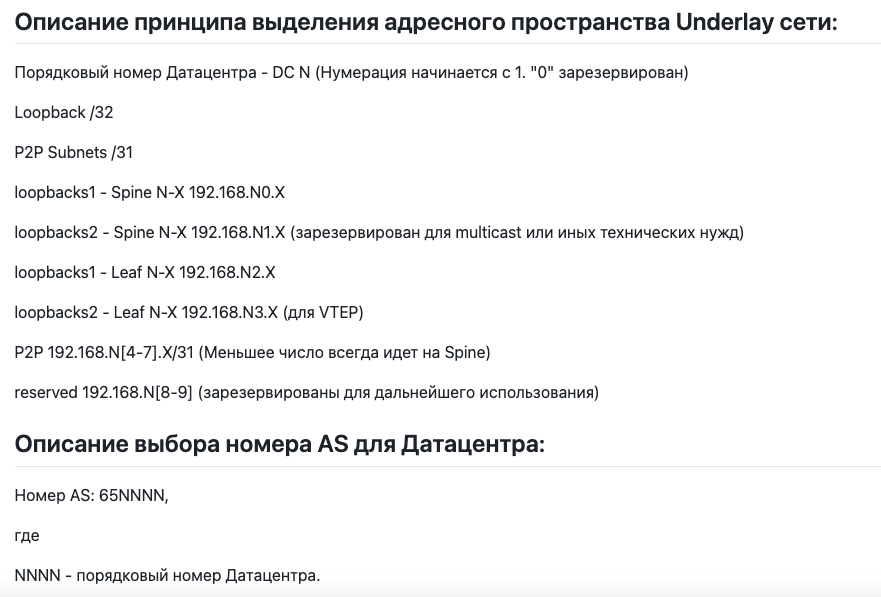 Описание принципа выделения адресного пространства Underlay сети:
Порядковый номер Датацентра - DC N (Нумерация начинается с 1. "0" зарезервирован)
Loopback /32
P2P Subnets /31
loopbacks1 - Spine N-X 192.168.N0.X
loopbacks2 - Spine N-X 192.168.N1.X (зарезервирован для multicast или иных технических нужд)
loopbacks1 - Leaf N-X 192.168.N2.X
loopbacks2 - Leaf N-X 192.168.N3.X (для VTEP)
P2P 192.168.N[4-7].X/31 (Меньшее число всегда идет на Spine)
reserved 192.168.N[8-9] (зарезервированы для дальнейшего использования)
Описание выбора номера AS для Датацентра:
Номер AS: 65NNNN,
где
NNNN - порядковый номер Датацентра.